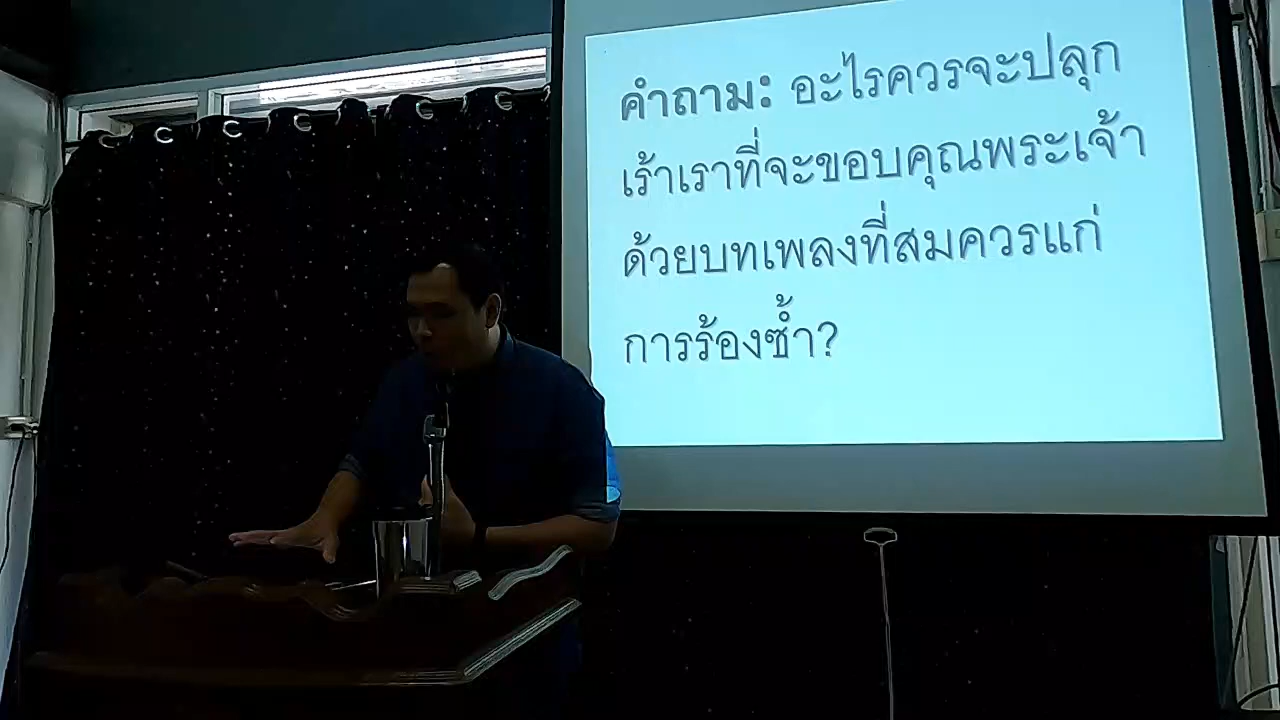 คำถาม: อะไรควรจะปลุก
เร้าเราที่จะขอบคุณพระเจ้า
ด้วยบทเพลงที่สมควรแก่
การร้องซ้ำ?